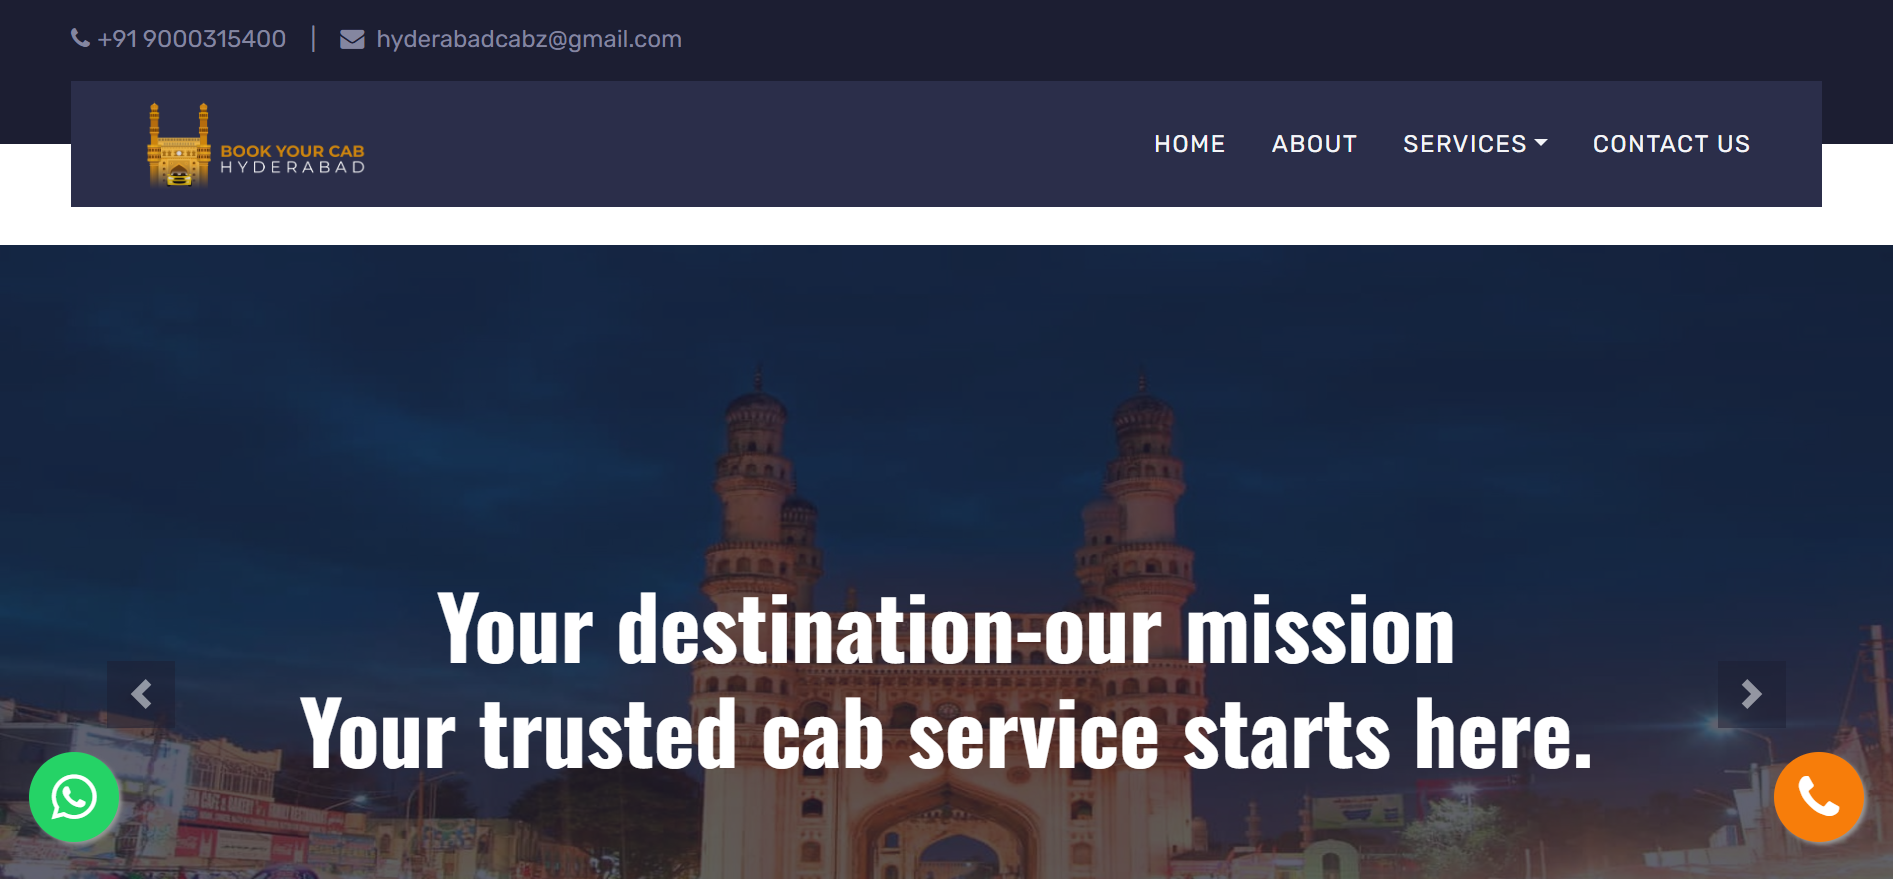 +91 9000315400 | hyderabadcabz@gmail.com
BOOK YOUR CAB
HYDERABAD
HOME ABOUT SERVICES CONTACT US
Your destination-our mission
Your trusted cab service starts here.